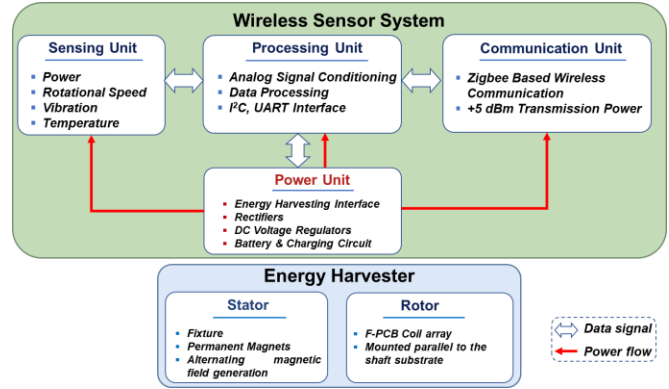 Wireless Sensor System
Sensing Unit
Power
Rotational Speed
Vibration
Temperature
Processing Unit
Analog Signal Conditioning
Data Processing
I²C, UART Interface
Communication Unit
Zigbee Based Wireless
Communication
+5 dBm Transmission Power
Power Unit
Energy Harvesting Interface
Rectifiers
DC Voltage Regulators
Battery & Charging Circuit
Energy Harvester
Stator
Fixture
Permanent Magnets
Alternating magnetic
field generation
Rotor
F-PCB Coil array
Mounted parallel to the
shaft substrate
Data signal
Power flow